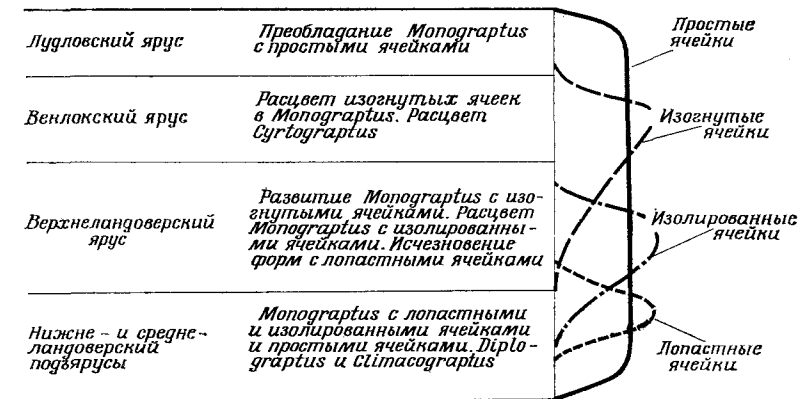 Лудловский ярус
Преобладание Monograptus
с простыми ячейками
Простые
ячейки
Венлокский ярус
Расцвет изогнутых ячеек
в Monograptus. Расцвет
Cyrtograptus
Изогнутые
ячейки
Верхнеландоверский
ярус
Развитие Monograptus с изо-
гнутыми ячейками. Расцвет
Monograptus с изолированны-
ми ячейками. Исчезновение
форм с лопастными ячейками
Изолированные
ячейки
Нижне- и средне-
ландоверский
подъярусы
Monograptus с лопастными
и изолированными ячейками
и простыми ячейками. Diplo-
graptus и Climacograptus
Лопастные
ячейки